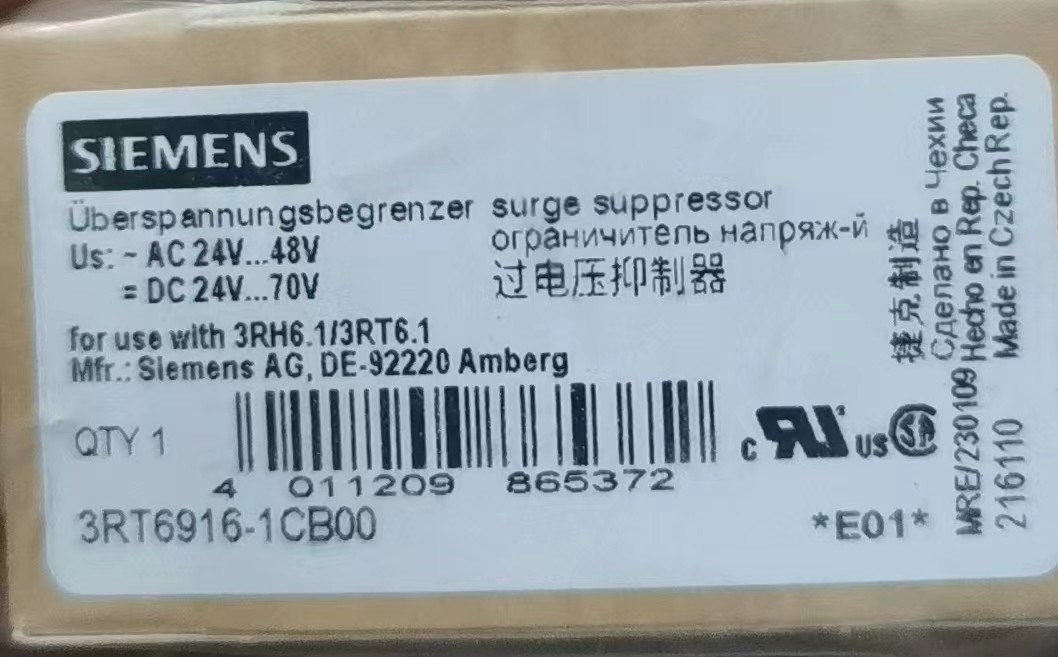 SIEMENS
Überspannungsbegrenzer surge suppressor
Us: ~ AC 24V...48V
ограничитель напряж-й
= DC 24V...70V
过电压抑制器
for use with 3RH6.1/3RT6.1
Mfr.: Siemens AG, DE-92220 Amberg
QTY 1
4 011209 865372
3RT6916-1CB00
c RU us SA
*E01*
捷克制造
Сделано в Чехии
MRE/230109 Hecho en Rep. Checa
216110 Made in Czech Rep.